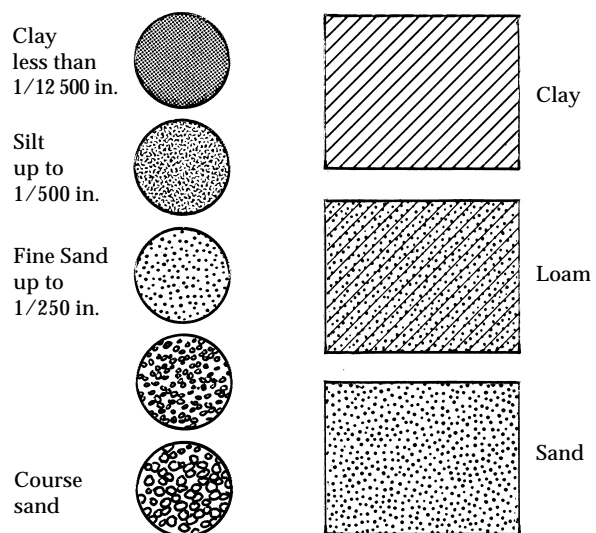 Clay
less than
1/12 500 in.
Silt
up to
1/500 in.
Fine Sand
up to
1/250 in.
Course
sand
Clay
Loam
Sand